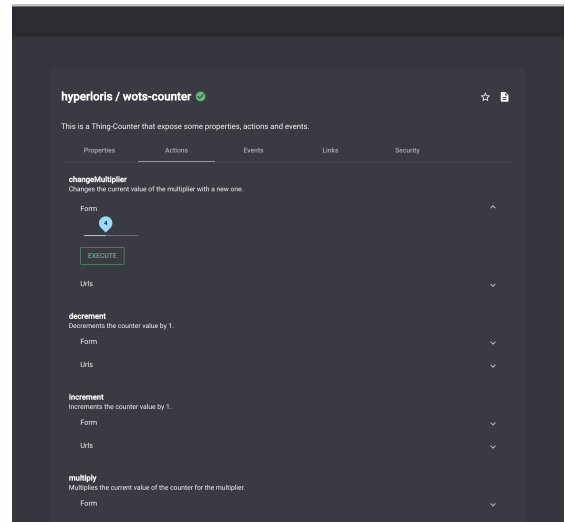 hyperloris / wots-counter
This is a Thing-Counter that expose some properties, actions and events.
Properties Actions Events Links Security
changeMultiplier
Changes the current value of the multiplier with a new one.
Form
4
EXECUTE
Urls
decrement
Decrements the counter value by 1.
Form
Urls
increment
Increments the counter value by 1.
Form
Urls
multiply
Multiplies the current value of the counter for the multiplier.
Form